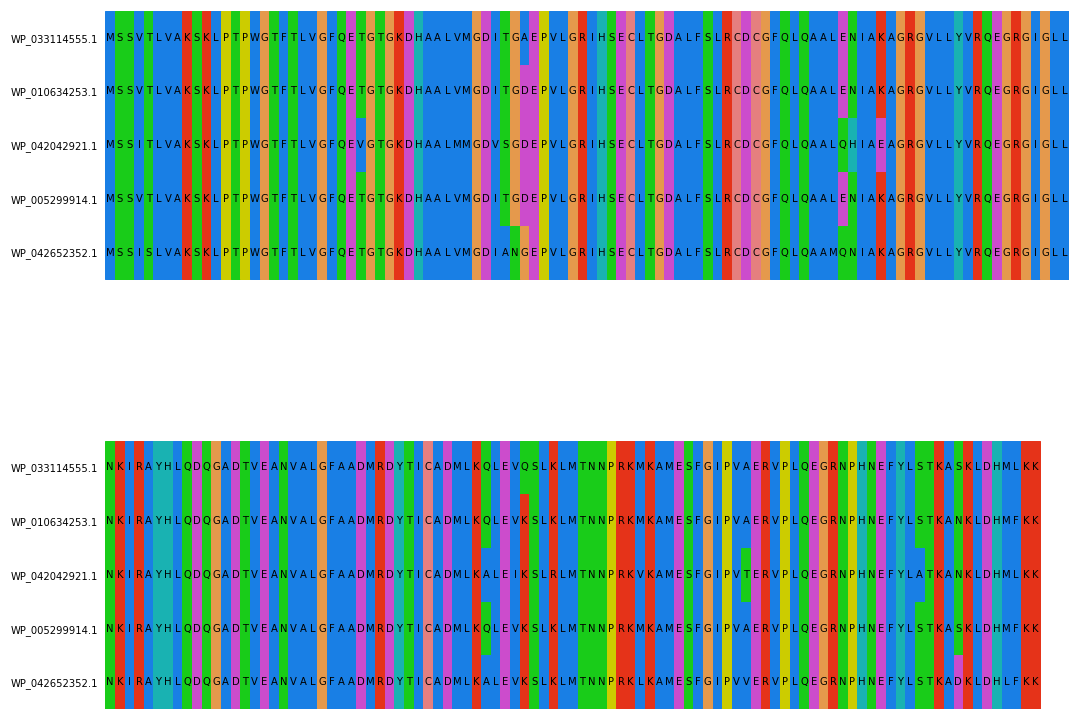 WP_033114555.1 MSSVTLVAKSKLPTPWGTFTLVGFQETGTGKDHAALVMGDITGAEPVLGRIHSECLTGDALFSLRCDCGFQLQAALENIAKAGRGVLLYVRQEGRGIGLL
WP_010634253.1 MSSVTLVAKSKLPTPWGTFTLVGFQETGTGKDHAALVMGDITGDEPVLGRIHSECLTGDALFSLRCDCGFQLQAALENIAKAGRGVLLYVRQEGRGIGLL
WP_042042921.1 MSSITLVAKSKLPTPWGTFTLVGFQEVGTGKDHAALMMGDVSGDEPVLGRIHSECLTGDALFSLRCDCGFQLQAALQHIAEAGRGVLLYVRQEGRGIGLL
WP_005299914.1 MSSVTLVAKSKLPTPWGTFTLVGFQETGTGKDHAALVMGDITGDEPVLGRIHSECLTGDALFSLRCDCGFQLQAALENIAKAGRGVLLYVRQEGRGIGLL
WP_042652352.1 MSSISLVAKSKLPTPWGTFTLVGFQETGTGKDHAALVMGDIANGEPVLGRIHSECLTGDALFSLRCDCGFQLQAAMQNIAKAGRGVLLYVRQEGRGIGLL
WP_033114555.1 NKIRAYHLQDQGADTVEANVALGFAADMRDYTICADMLKQLEVQSLKLMTNNPRKMKAMESFGIPVAERVPLQEGRNPHNEFYLSTKASKLDHMLKK
WP_010634253.1 NKIRAYHLQDQGADTVEANVALGFAADMRDYTICADMLKQLEVKSLKLMTNNPRKMKAMESFGIPVAERVPLQEGRNPHNEFYLSTKANKLDHMFKK
WP_042042921.1 NKIRAYHLQDQGADTVEANVALGFAADMRDYTICADMLKALEIKSLRLMTNNPRKVKAMESFGIPVTERVPLQEGRNPHNEFYLATKANKLDHMLKK
WP_005299914.1 NKIRAYHLQDQGADTVEANVALGFAADMRDYTICADMLKQLEVKSLKLMTNNPRKMKAMESFGIPVAERVPLQEGRNPHNEFYLSTKASKLDHMFKK
WP_042652352.1 NKIRAYHLQDQGADTVEANVALGFAADMRDYTICADMLKALEVKSLKLMTNNPRKLKAMESFGIPVVERVPLQEGRNPHNEFYLSTKADKLDHLFKK